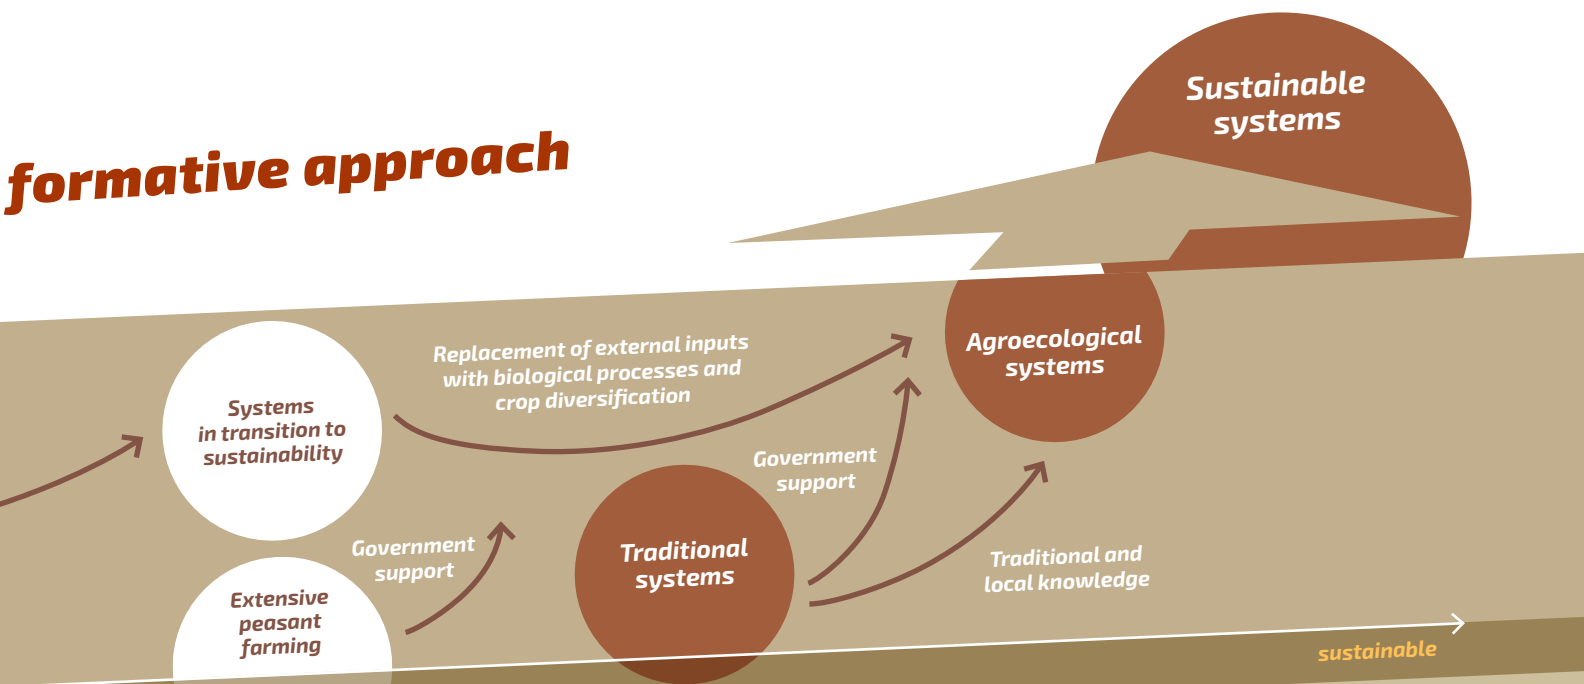 formative approach
Sustainable
systems
Replacement of external inputs
with biological processes and
crop diversification
Agroecological
systems
Systems
in transition to
sustainability
Government
support
Government
support
Traditional
systems
Traditional and
local knowledge
Extensive
peasant
farming
sustainable